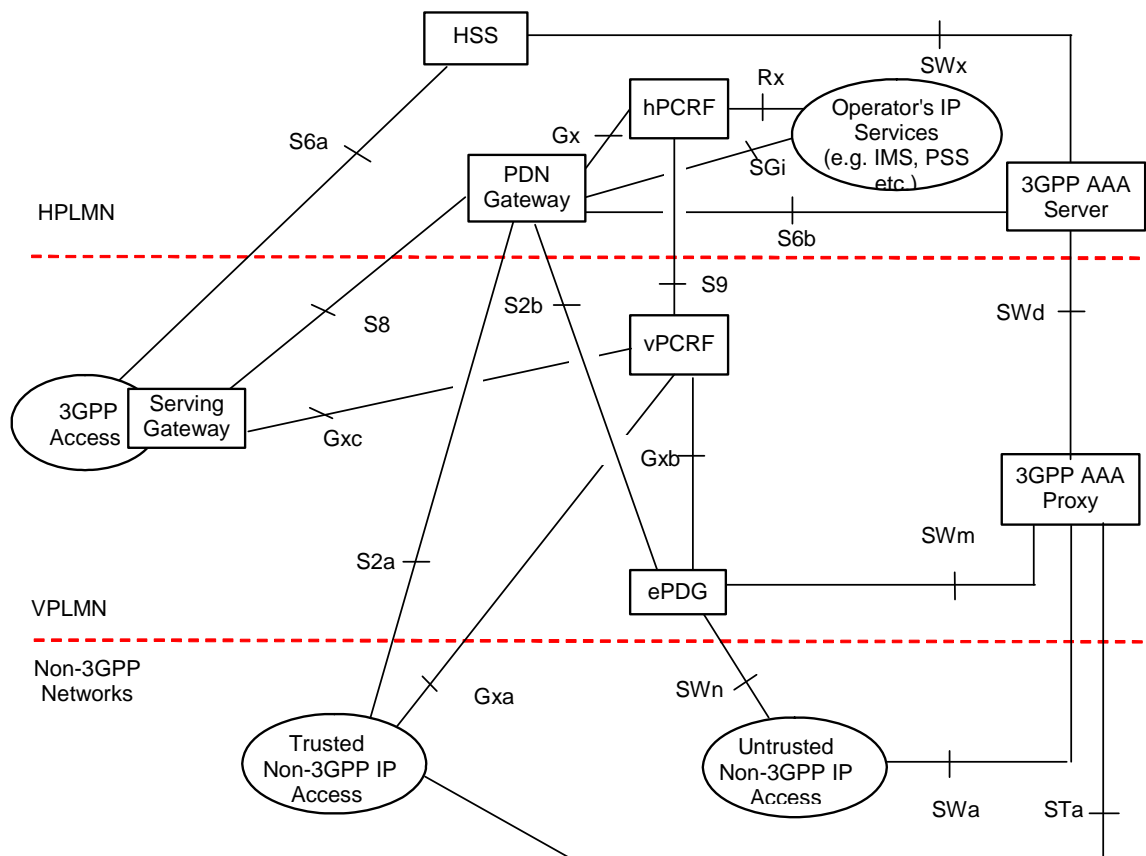 HSS
SWx
Rx
hPCRF
Operator's IP
Services
(e.g. IMS, PSS
etc.)
Gx
S6a
SGi
PDN
Gateway
3GPP AAA
Server
HPLMN
S6b
S9
SWd
S2b
S8
vPCRF
3GPP
Access
Serving
Gateway
Gxc
Gxb
3GPP AAA
Proxy
SWm
S2a
ePDG
VPLMN
Non-3GPP
Networks
Gxa
SWn
Trusted
Non-3GPP IP
Access
Untrusted
Non-3GPP IP
Access
SWa
STa